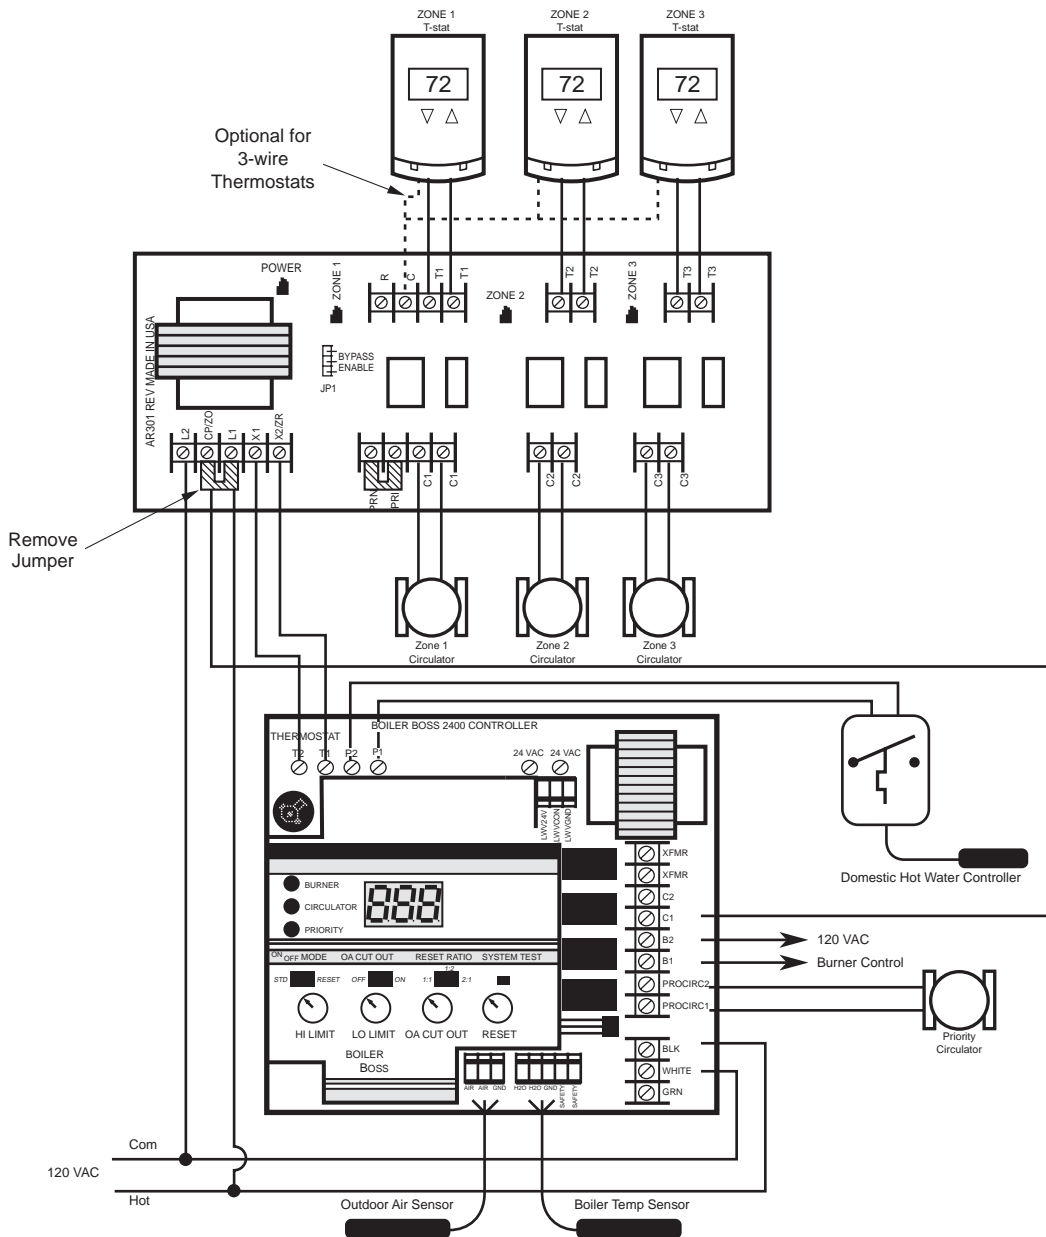 ZONE 1
T-stat
ZONE 2
T-stat
ZONE 3
T-stat
72
72
72
Optional for
3-wire
Thermostats
POWER
ZONE 1
R
C
T1
T1
ZONE 2
T2
T2
ZONE 3
T3
T3
AR301 REV MADE IN USA
BYPASS
ENABLE
JP1
L2
CP/ZO
L1
X1
X2/ZR
PRN
PRI
C1
C1
C2
C2
C3
C3
Remove
Jumper
Zone 1
Circulator
Zone 2
Circulator
Zone 3
Circulator
BOILER BOSS 2400 CONTROLLER
THERMOSTAT
T2
T1
P2
P1
24 VAC
24 VAC
LWV24V
LWVCON
LWVGND
XFMR
XFMR
C2
C1
B2
B1
PROCIRC2
PROCIRC1
BLK
WHITE
GRN
Domestic Hot Water Controller
120 VAC
Burner Control
Priority
Circulator
BURNER
CIRCULATOR
PRIORITY
888
ON OFF MODE
OA CUT OUT
RESET RATIO
SYSTEM TEST
STD
RESET
OFF
ON
1:1
1:2
2:1
HI LIMIT
LO LIMIT
OA CUT OUT
RESET
BOILER
BOSS
AIR
AIR
GND
H2O
H2O
GND
SAFETY
SAFETY
Com
120 VAC
Hot
Outdoor Air Sensor
Boiler Temp Sensor